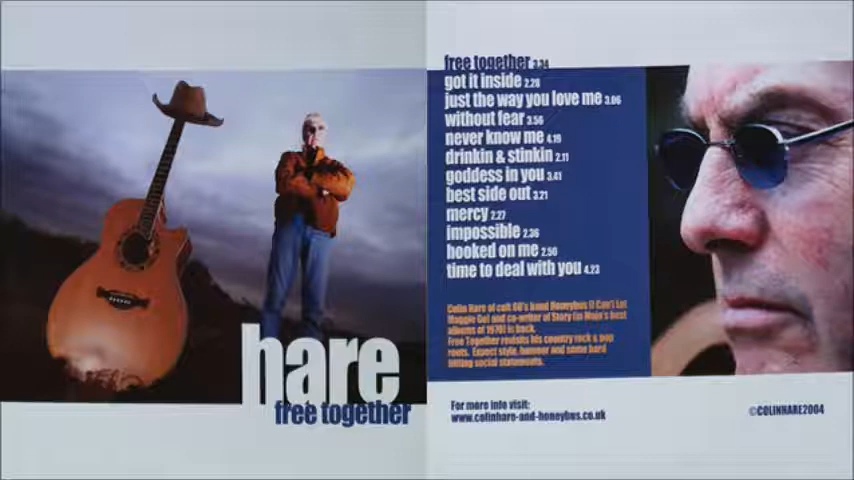 hare
free together
free together 3.34
got it inside 2.28
just the way you love me 3.06
without fear 3.56
never know me 4.19
drinkin & stinkin 2.11
goddess in you 3.41
best side out 3.21
mercy 2.27
impossible 2.36
hooked on me 2.50
time to deal with you 4.23
Colin Hare of cult 60's band Honeybus (I Can't Let
Maggie Go) and co-writer of Story (in Mojo's best
albums of 1970) is back.
Free Together revisits his country rock & pop
roots. Expect style, humour and some hard
hitting social statements.
For more info visit:
www.colinhare-and-honeybus.co.uk
©COLINHARE2004